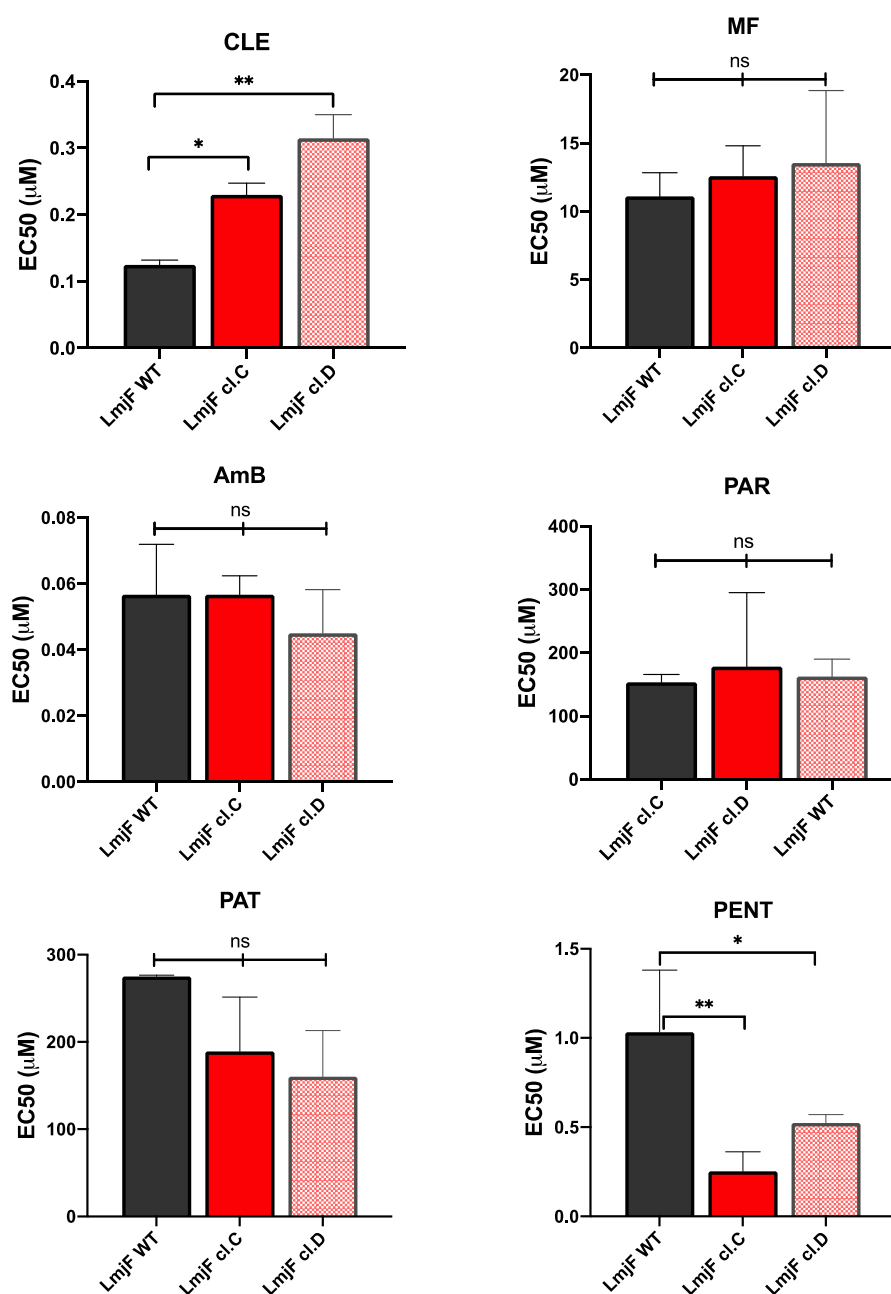 CLE
EC50 (μM)
0.4
0.3
0.2
0.1
0.0
**
*
LmjF WT
LmjF cl.C
LmjF cl.D
MF
EC50 (μM)
20
15
10
5
0
ns
LmjF WT
LmjF cl.C
LmjF cl.D
AmB
EC50 (μM)
0.08
0.06
0.04
0.02
0.00
ns
LmjF WT
LmjF cl.C
LmjF cl.D
PAR
EC50 (μM)
400
300
200
100
0
ns
LmjF cl.C
LmjF cl.D
LmjF WT
PAT
EC50 (μM)
300
200
100
0
ns
LmjF WT
LmjF cl.C
LmjF cl.D
PENT
EC50 (μM)
1.5
1.0
0.5
0.0
*
**
LmjF WT
LmjF cl.C
LmjF cl.D